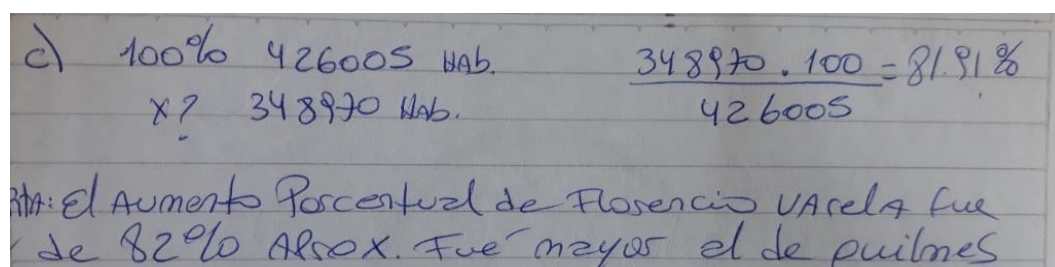 c) 100% 426005 HAb. 348970 . 100 = 81.91%
x? 348970 HAb. 426005
RtA: El AumentO Porcentual de Florencio VArelA fue
de 82% AProx. Fué mayor el de quilmes